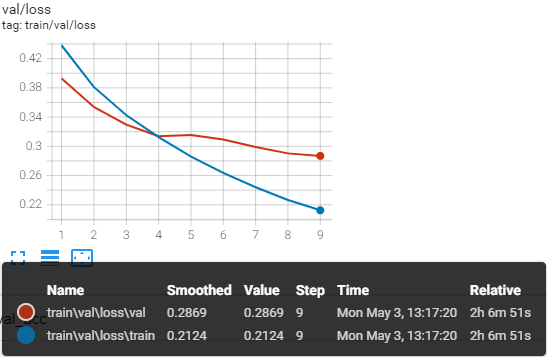 val/loss
tag: train/val/loss
0.42
0.38
0.34
0.3
0.26
0.22
1 2 3 4 5 6 7 8 9
Name Smoothed Value Step Time Relative
train\val\loss\val 0.2869 0.2869 9 Mon May 3, 13:17:20 2h 6m 51s
train\val\loss\train 0.2124 0.2124 9 Mon May 3, 13:17:20 2h 6m 51s